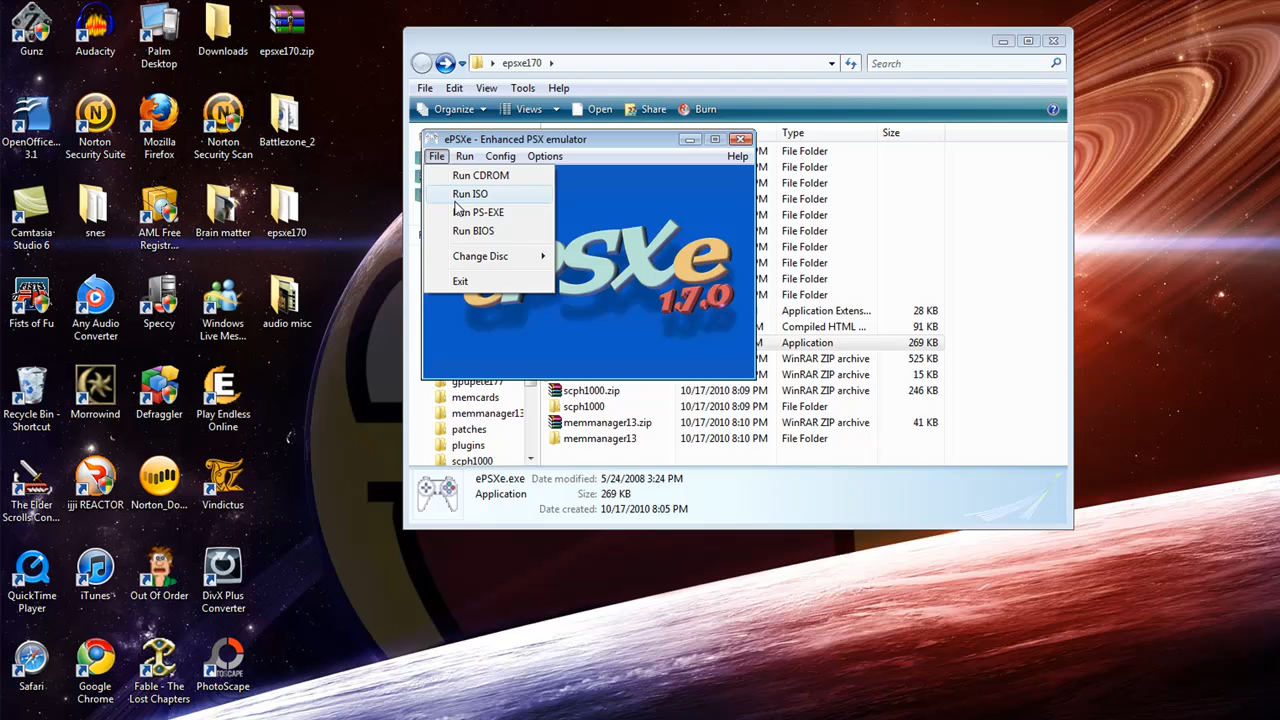 Gunz
Audacity
Palm
Desktop
Downloads
epsxe170.zip
OpenOffice...
3.1
Norton
Security Suite
Mozilla
Firefox
Norton
Security Scan
Battlezone_2
Camtasia
Studio 6
snes
AML Free
Registr...
Brain matter
epsxe170
Fists of Fu
Any Audio
Converter
Speccy
Windows
Live Mes...
audio misc
Recycle Bin -
Shortcut
Morrowind
Defraggler
Play Endless
Online
The Elder
Scrolls Con...
ijji REACTOR
Norton_Do...
Vindictus
QuickTime
Player
iTunes
Out Of Order
DivX Plus
Converter
Safari
Google
Chrome
Fable - The
Lost Chapters
PhotoScape
epsxe170
Search
File Edit View Tools Help
Organize Views Open Share Burn
Type Size
ePSXe - Enhanced PSX emulator
File Run Config Options Help
Run CDROM
Run ISO
Run PS-EXE
Run BIOS
Change Disc
Exit
ePSXe
1.7.0
File Folder
File Folder
File Folder
File Folder
File Folder
File Folder
File Folder
File Folder
File Folder
File Folder
Application Extens... 28 KB
Compiled HTML ... 91 KB
Application 269 KB
WinRAR ZIP archive 525 KB
WinRAR ZIP archive 15 KB
scph1000.zip 10/17/2010 8:09 PM WinRAR ZIP archive 246 KB
scph1000 10/17/2010 8:09 PM File Folder
memmanager13.zip 10/17/2010 8:10 PM WinRAR ZIP archive 41 KB
memmanager13 10/17/2010 8:10 PM File Folder
gpupete177
memcards
memmanager13
patches
plugins
scph1000
ePSXe.exe Date modified: 5/24/2008 3:24 PM
Application Size: 269 KB
Date created: 10/17/2010 8:05 PM